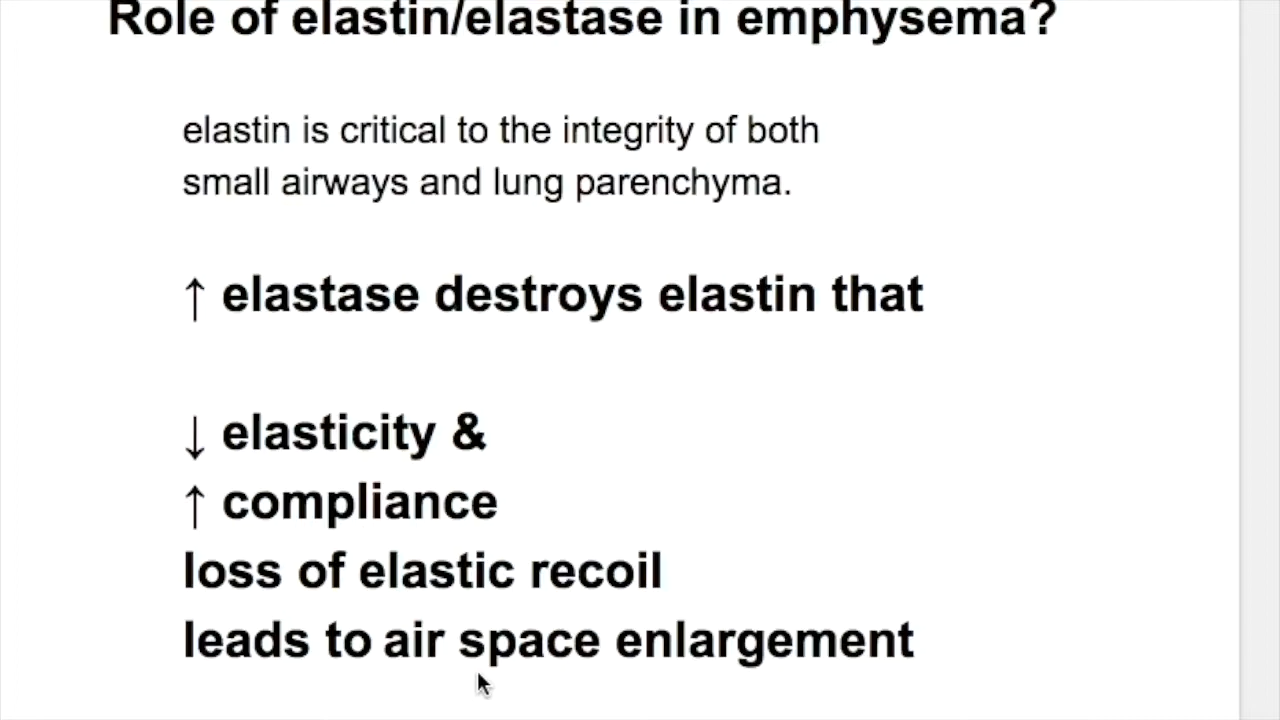 Role of elastin/elastase in emphysema?
elastin is critical to the integrity of both
small airways and lung parenchyma.
↑ elastase destroys elastin that
↓ elasticity &
↑ compliance
loss of elastic recoil
leads to air space enlargement